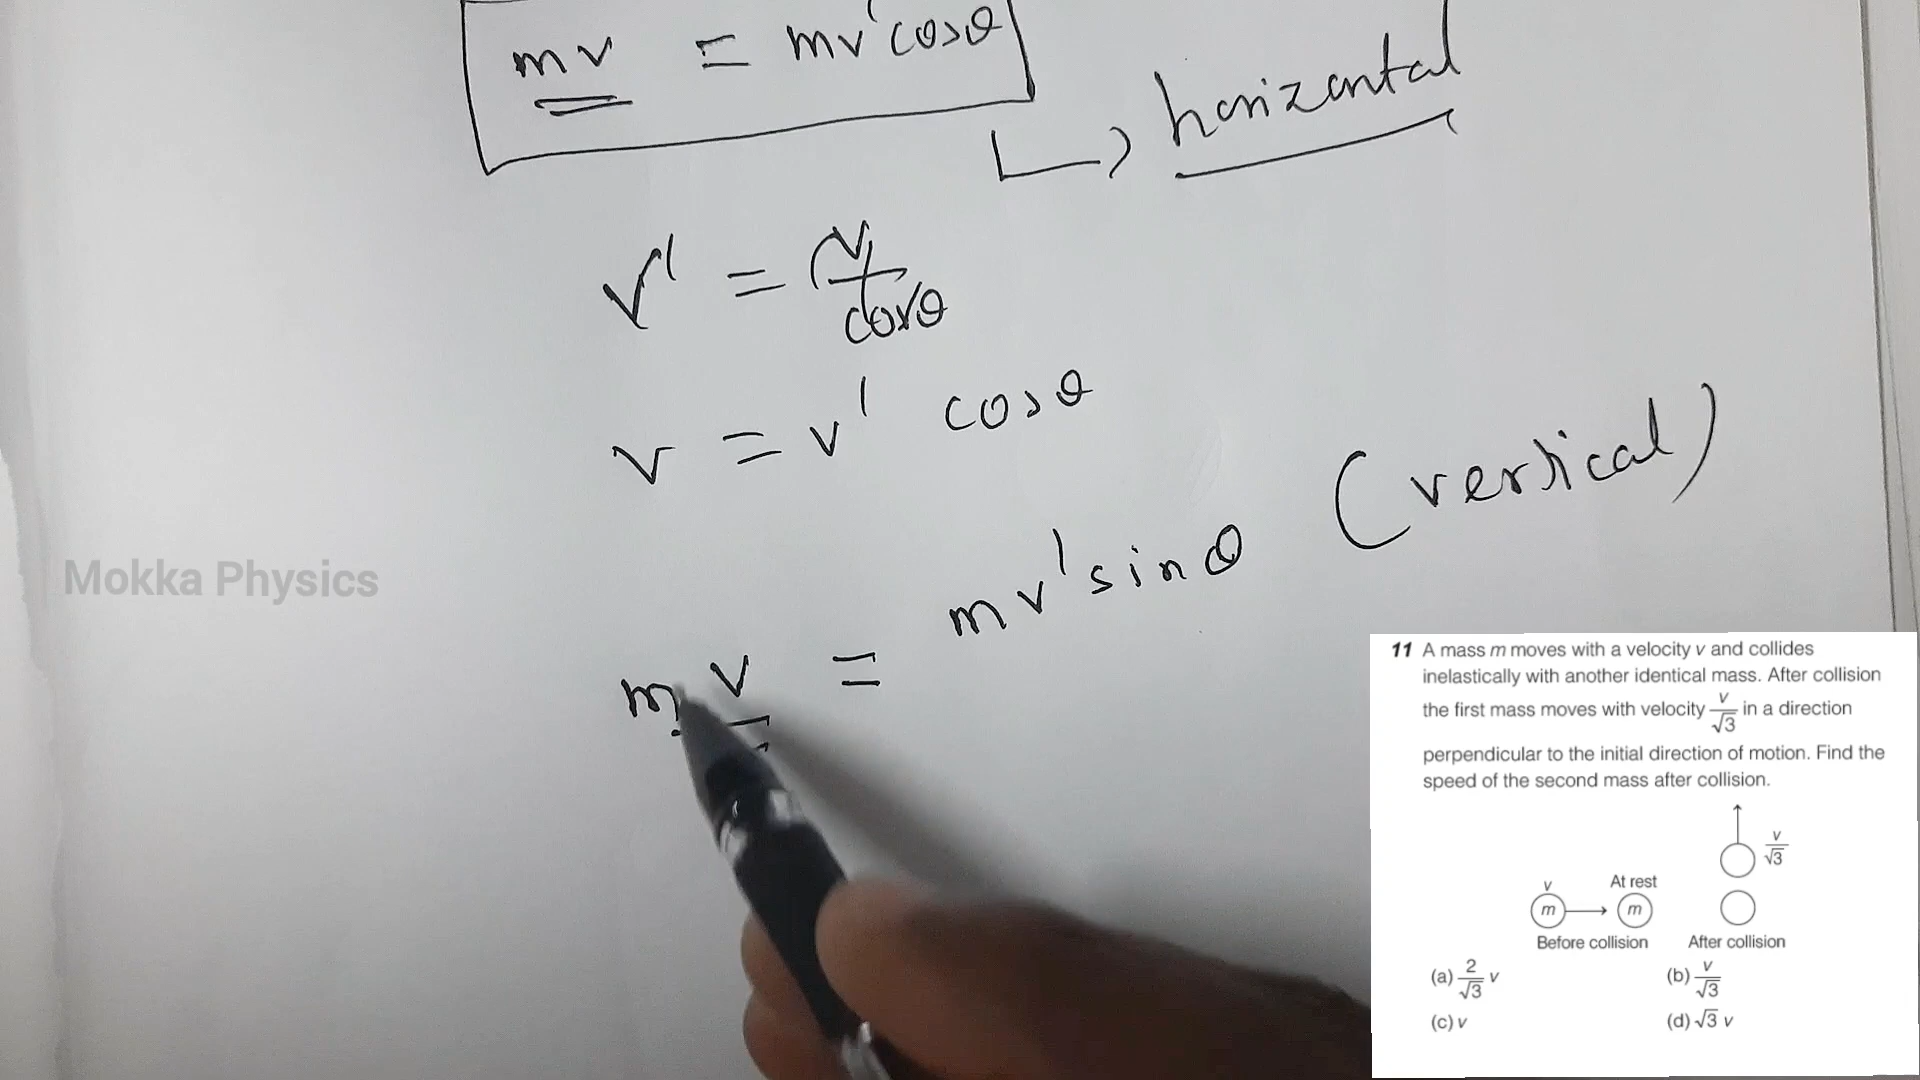 mv = mv'cosθ
↳ horizontal
v' = v/cosθ
v = v' cosθ
mv = mv'sinθ (vertical)
Mokka Physics
11 A mass m moves with a velocity v and collides
inelastically with another identical mass. After collision
the first mass moves with velocity v/√3 in a direction
perpendicular to the initial direction of motion. Find the
speed of the second mass after collision.
v/√3
v
At rest
m → m
Before collision
After collision
(a) 2/√3 v
(b) v/√3
(c) v
(d) √3 v